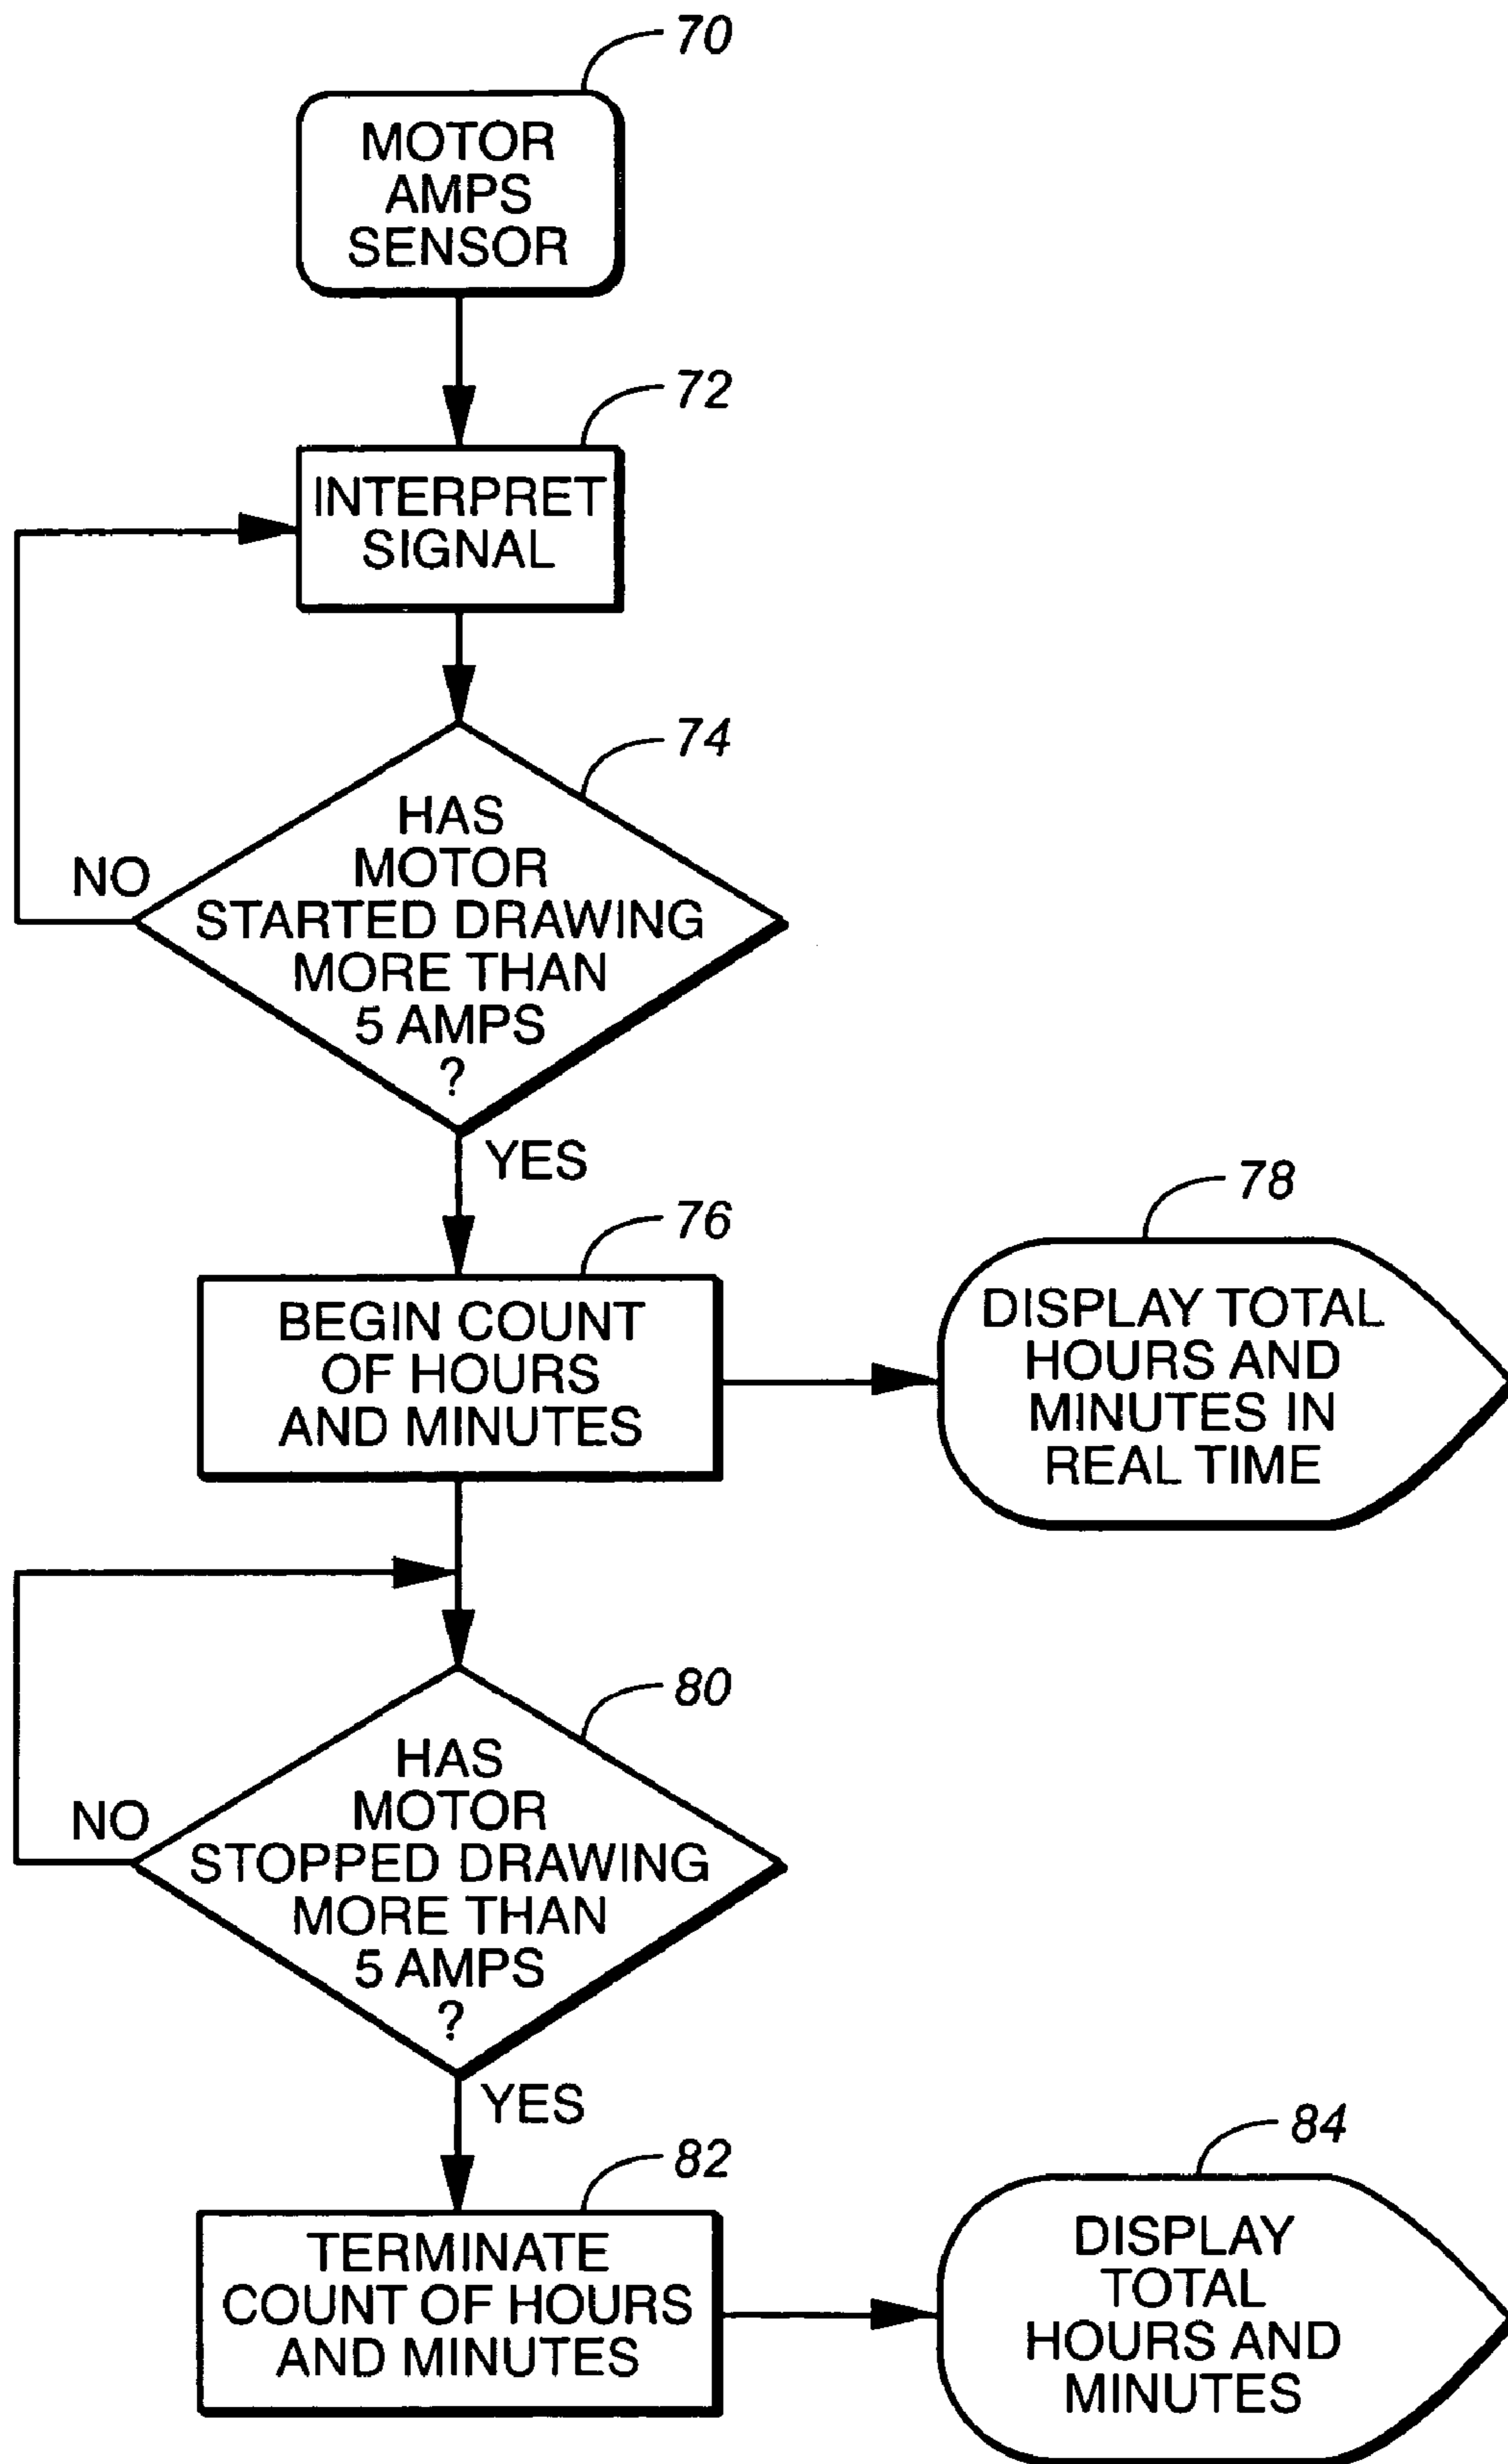 70
MOTOR
AMPS
SENSOR
72
INTERPRET
SIGNAL
74
HAS
MOTOR
STARTED DRAWING
MORE THAN
5 AMPS
?
NO
YES
76
BEGIN COUNT
OF HOURS
AND MINUTES
78
DISPLAY TOTAL
HOURS AND
MINUTES IN
REAL TIME
80
HAS
MOTOR
STOPPED DRAWING
MORE THAN
5 AMPS
?
NO
YES
82
TERMINATE
COUNT OF HOURS
AND MINUTES
84
DISPLAY
TOTAL
HOURS AND
MINUTES